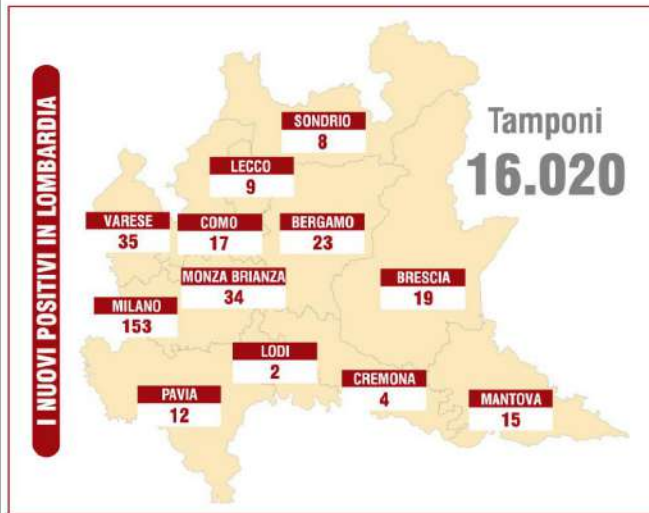 I NUOVI POSITIVI IN LOMBARDIA
Tamponi
16.020
SONDRIO
8
LECCO
9
VARESE
35
COMO
17
BERGAMO
23
MONZA BRIANZA
34
BRESCIA
19
MILANO
153
LODI
2
CREMONA
4
PAVIA
12
MANTOVA
15